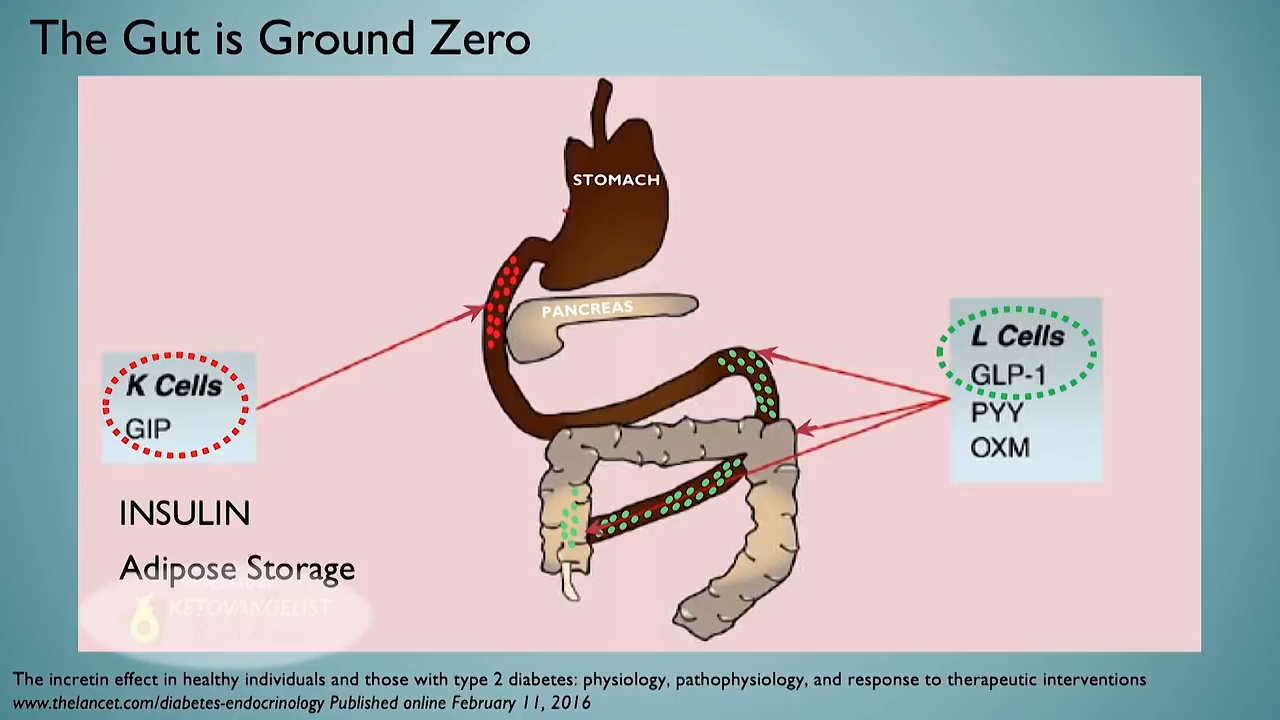 The Gut is Ground Zero
STOMACH
PANCREAS
K Cells
GIP
L Cells
GLP-1
PYY
OXM
INSULIN
Adipose Storage
KETOVANGELIST
Kitchen
The incretin effect in healthy individuals and those with type 2 diabetes: physiology, pathophysiology, and response to therapeutic interventions
www.thelancet.com/diabetes-endocrinology Published online February 11, 2016